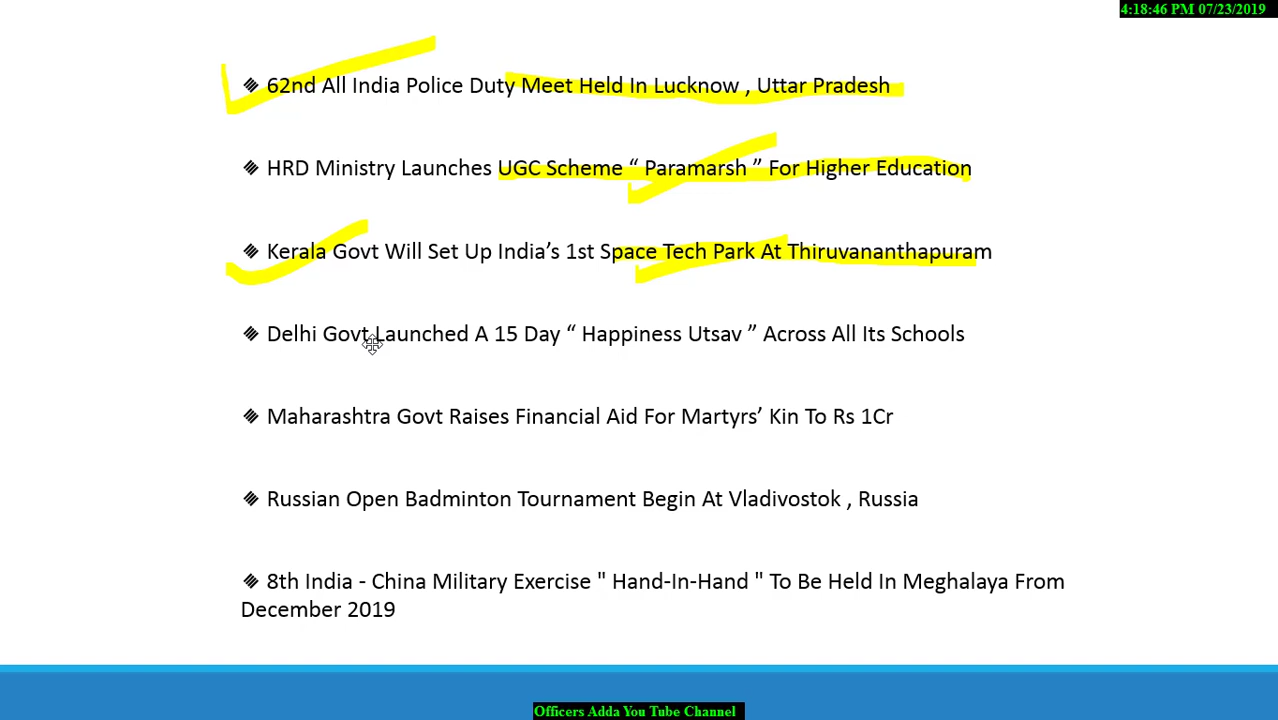 4:18:46 PM 07/23/2019
62nd All India Police Duty Meet Held In Lucknow , Uttar Pradesh
HRD Ministry Launches UGC Scheme “ Paramarsh ” For Higher Education
Kerala Govt Will Set Up India’s 1st Space Tech Park At Thiruvananthapuram
Delhi Govt Launched A 15 Day “ Happiness Utsav ” Across All Its Schools
Maharashtra Govt Raises Financial Aid For Martyrs’ Kin To Rs 1Cr
Russian Open Badminton Tournament Begin At Vladivostok , Russia
8th India - China Military Exercise " Hand-In-Hand " To Be Held In Meghalaya From
December 2019
Officers Adda You Tube Channel